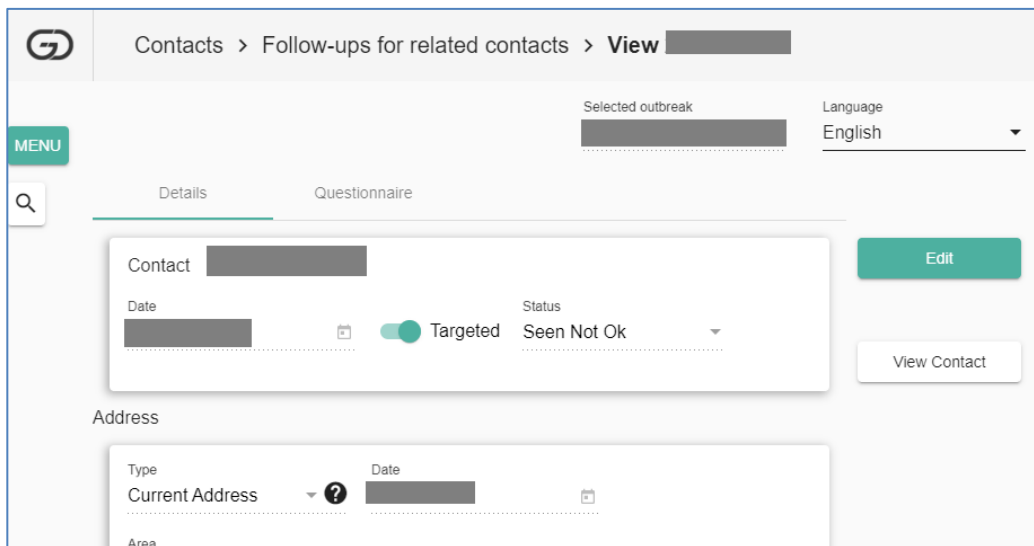 Contacts > Follow-ups for related contacts > View
Selected outbreak
Language
English
MENU
Details
Questionnaire
Contact
Edit
Date
Status
Targeted
Seen Not Ok
View Contact
Address
Type
Date
Current Address
?
Area